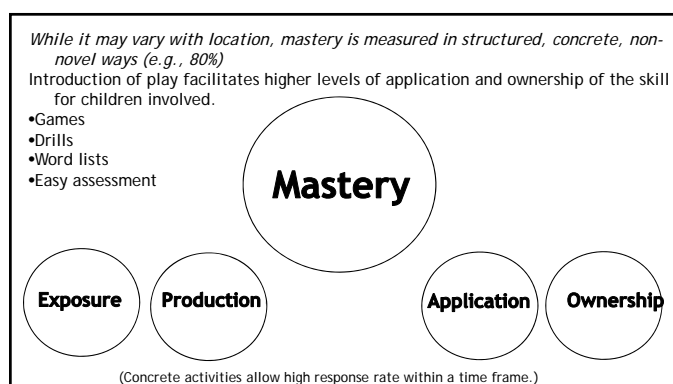 While it may vary with location, mastery is measured in structured, concrete, non-
novel ways (e.g., 80%)
Introduction of play facilitates higher levels of application and ownership of the skill
for children involved.
•Games
•Drills
•Word lists
•Easy assessment
Mastery
Exposure
Production
Application
Ownership
(Concrete activities allow high response rate within a time frame.)